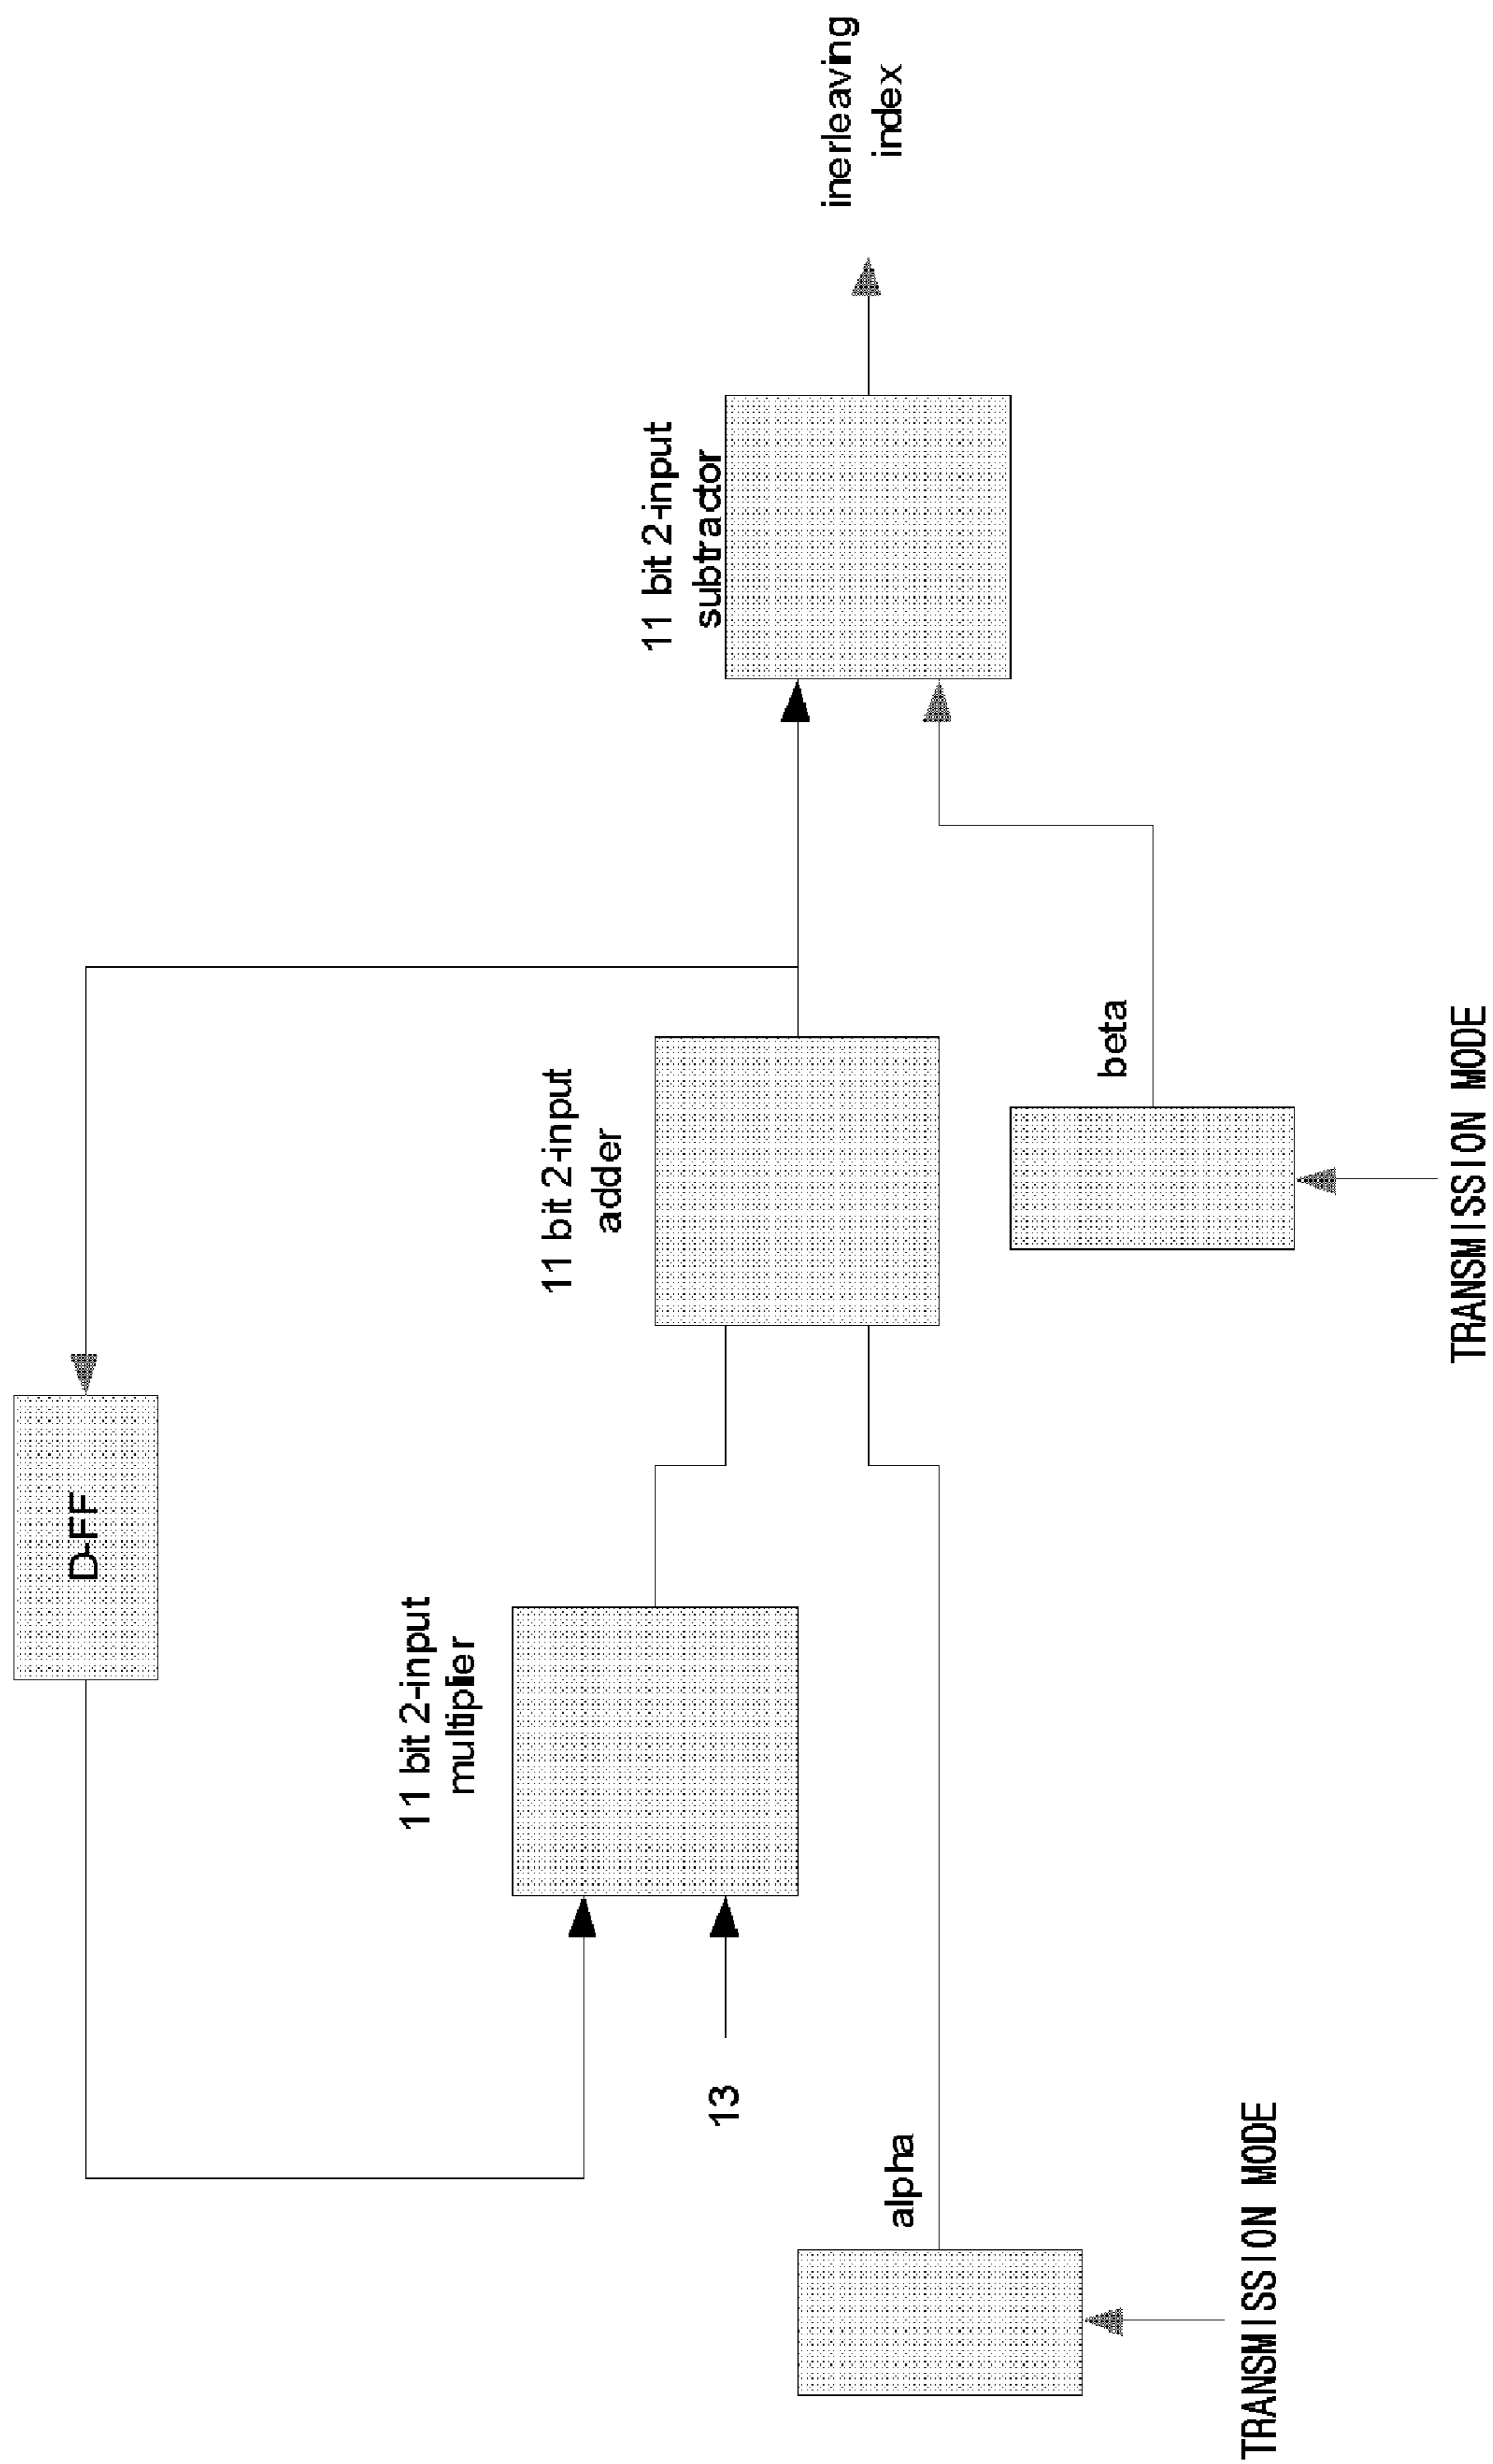 D-FF
11 bit 2-input
multiplier
11 bit 2-input
adder
11 bit 2-input
subtractor
inerleaving
index
13
alpha
beta
TRANSMISSION MODE
TRANSMISSION MODE